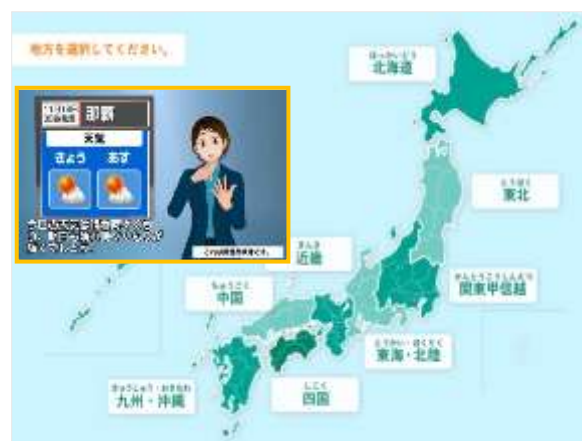 地方を選択してください。
ほっかいどう
北海道
那覇
天気
きょう あす
とうほく
東北
きんき
近畿
かんとうこうしんえつ
関東甲信越
ちゅうごく
中国
とうかい・ほくりく
東海・北陸
きゅうしゅう・おきなわ
九州・沖縄
しこく
四国